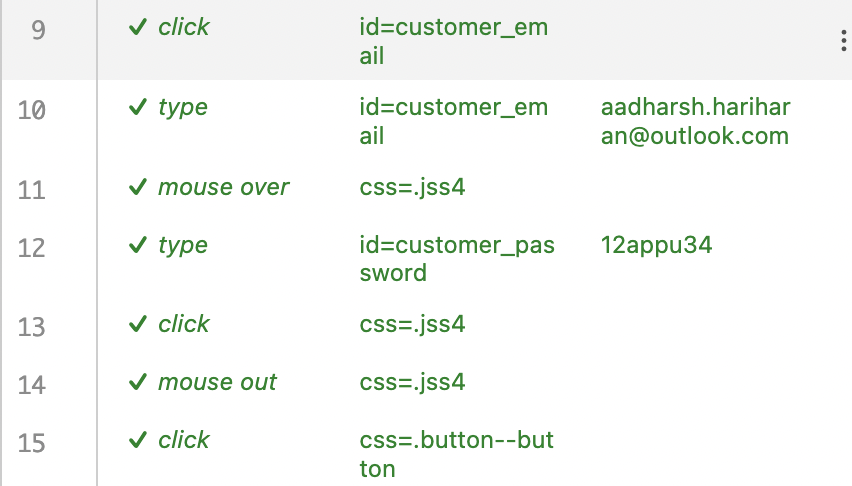 9 ✔ click id=customer_em
ail
10 ✔ type id=customer_em aadharsh.harihar
ail an@outlook.com
11 ✔ mouse over css=.jss4
12 ✔ type id=customer_pas 12appu34
sword
13 ✔ click css=.jss4
14 ✔ mouse out css=.jss4
15 ✔ click css=.button--but
ton